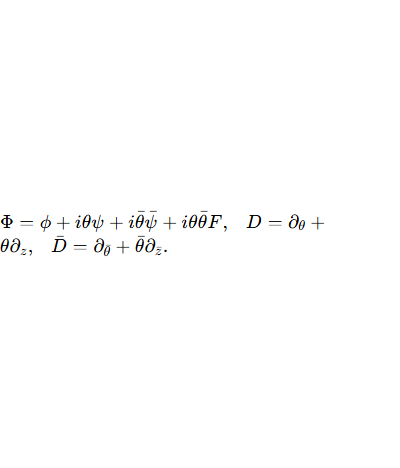 Φ = ϕ + iθψ + iθ̄ψ̄ + iθθ̄F,   D = ∂_θ +
θ∂_z,   D̄ = ∂_θ̄ + θ̄∂_z̄.